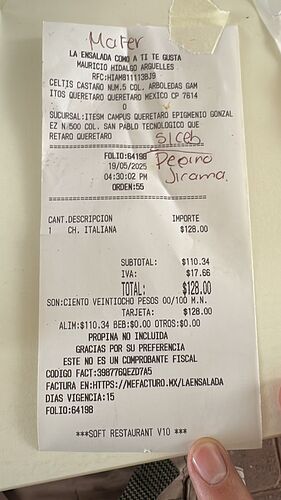 Mafer
LA ENSALADA COMO A TI TE GUSTA
MAURICIO HIDALGO ARGUELLES
RFC:HIAM811113BJ9
CELTIS CASTAÑO NUM.5 COL. ARBOLEDAS GAM
ITOS QUERETARO QUERETARO MEXICO CP 7614
0
SUCURSAL:ITESM CAMPUS QUERETARO EPIGMENIO GONZAL
EZ N/500 COL. SAN PABLO TECNOLOGICO QUE
RETARO QUERETARO
FOLIO:64198
19/05/2025
04:30:02 PM
ORDEN:55
Pepino
Jicama
CANT.DESCRIPCION IMPORTE
1 CH. ITALIANA $128.00
SUBTOTAL: $110.34
IVA: $17.66
TOTAL: $128.00
SON:CIENTO VEINTIOCHO PESOS 00/100 M.N.
TARJETA: $128.00
ALIM:$110.34 BEB:$0.00 OTROS:$0.00
PROPINA NO INCLUIDA
GRACIAS POR SU PREFERENCIA
ESTE NO ES UN COMPROBANTE FISCAL
CODIGO FACT:398776QEZD7A5
FACTURA EN:HTTPS://MEFACTURO.MX/LAENSALADA
DIAS VIGENCIA:15
FOLIO:64198
***SOFT RESTAURANT V10 ***